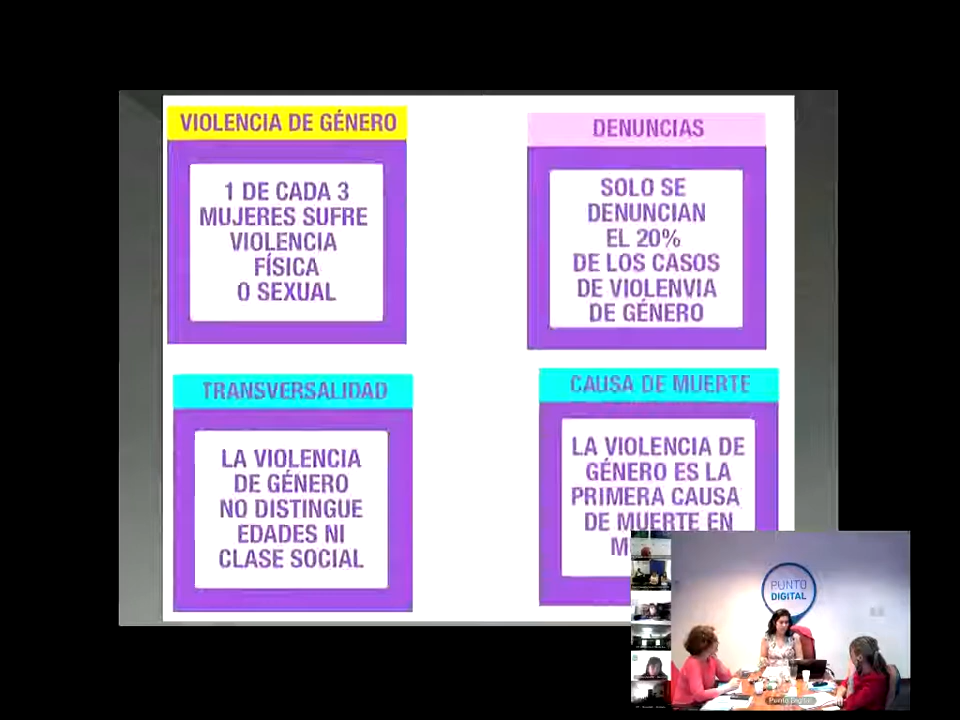 VIOLENCIA DE GÉNERO
1 DE CADA 3
MUJERES SUFRE
VIOLENCIA
FÍSICA
O SEXUAL
DENUNCIAS
SOLO SE
DENUNCIAN
EL 20%
DE LOS CASOS
DE VIOLENVIA
DE GÉNERO
TRANSVERSALIDAD
LA VIOLENCIA
DE GÉNERO
NO DISTINGUE
EDADES NI
CLASE SOCIAL
CAUSA DE MUERTE
LA VIOLENCIA DE
GÉNERO ES LA
PRIMERA CAUSA
DE MUERTE EN
PUNTO
DIGITAL
Punto Digital